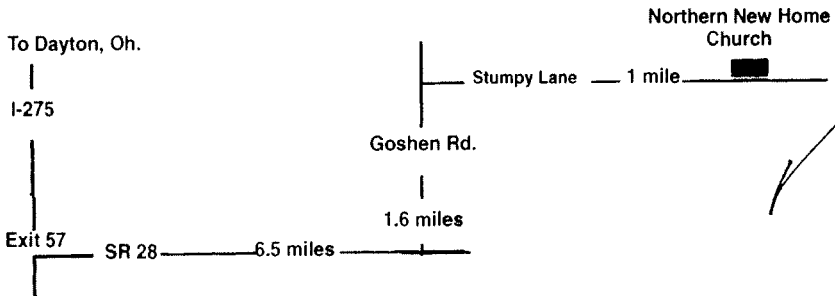 Northern New Home
Church
To Dayton, Oh.
Stumpy Lane 1 mile
I-275
Goshen Rd.
1.6 miles
Exit 57
SR 28 6.5 miles